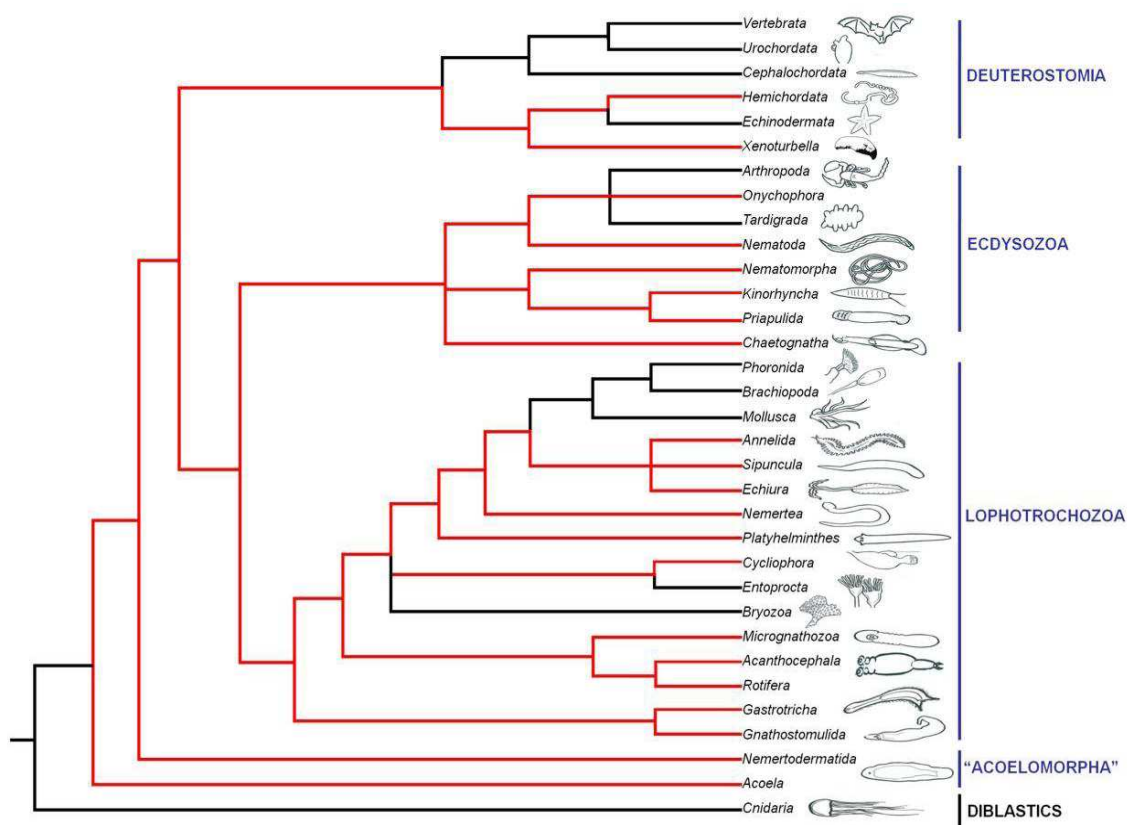 Vertebrata
Urochordata
Cephalochordata
Hemichordata
Echinodermata
Xenoturbella
DEUTEROSTOMIA
Arthropoda
Onychophora
Tardigrada
Nematoda
Nematomorpha
Kinorhyncha
Priapulida
Chaetognatha
ECDYSOZOA
Phoronida
Brachiopoda
Mollusca
Annelida
Sipuncula
Echiura
Nemertea
Platyhelminthes
Cycliophora
Entoprocta
Bryozoa
Micrognathozoa
Acanthocephala
Rotifera
Gastrotricha
Gnathostomulida
LOPHOTROCHOZOA
Nemertodermatida
Acoela
"ACOELOMORPHA"
Cnidaria
DIBLASTICS